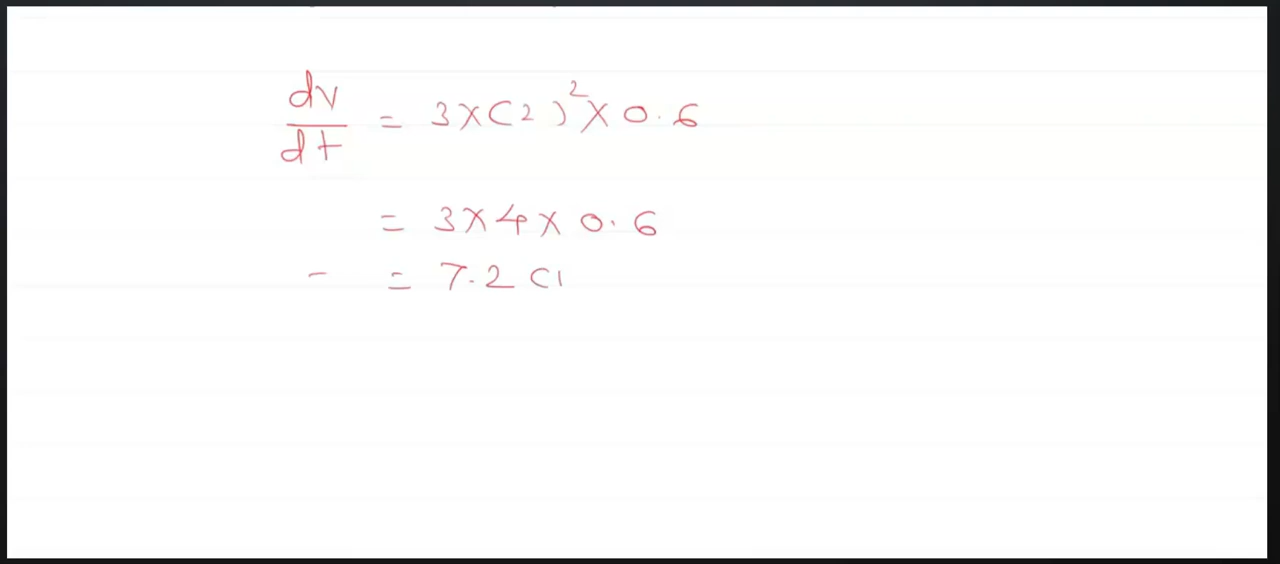 dv/dt = 3×(2)²×0.6
= 3×4×0.6
- = 7.2 c